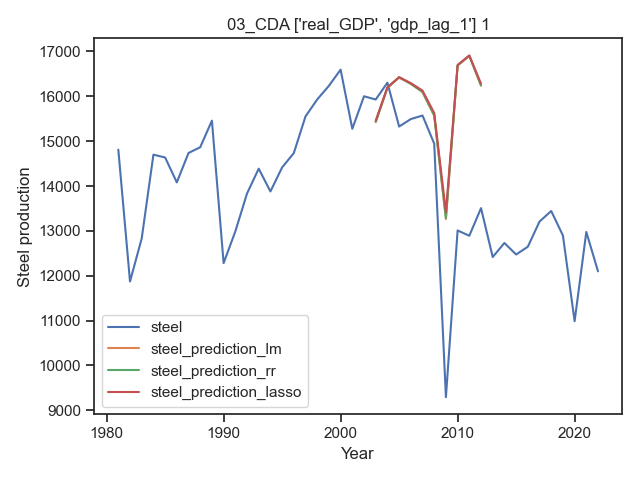 03_CDA ['real_GDP', 'gdp_lag_1'] 1
17000
16000
15000
14000
13000
12000
11000
10000
9000
Steel production
steel
steel_prediction_lm
steel_prediction_rr
steel_prediction_lasso
1980
1990
2000
2010
2020
Year